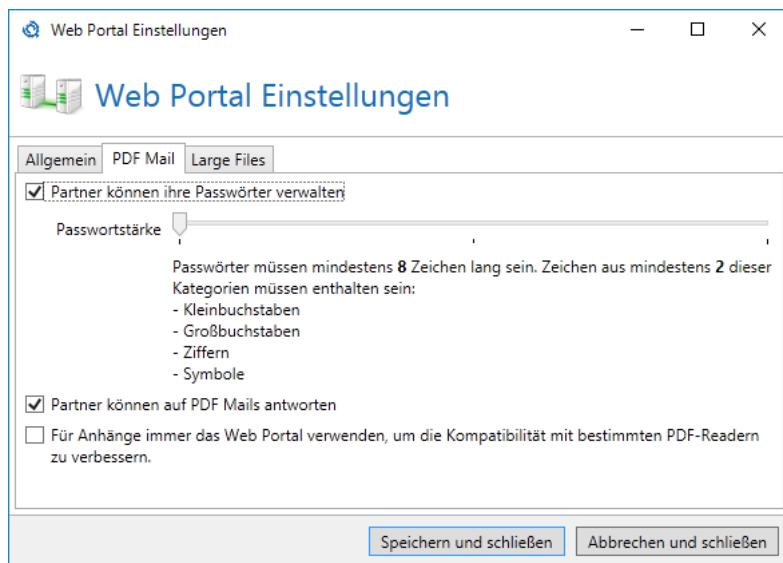 Web Portal Einstellungen
Web Portal Einstellungen
Allgemein PDF Mail Large Files
Partner können ihre Passwörter verwalten
Passwortstärke
Passwörter müssen mindestens 8 Zeichen lang sein. Zeichen aus mindestens 2 dieser
Kategorien müssen enthalten sein:
- Kleinbuchstaben
- Großbuchstaben
- Ziffern
- Symbole
Partner können auf PDF Mails antworten
Für Anhänge immer das Web Portal verwenden, um die Kompatibilität mit bestimmten PDF-Readern
zu verbessern.
Speichern und schließen Abbrechen und schließen